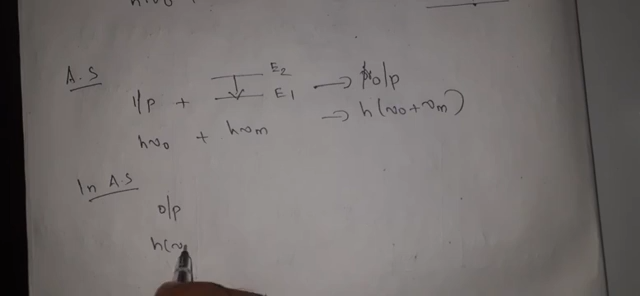 A.S
E2
I/p + E1 → o/p
hν0 + hνm → h(ν0+νm)
In A.S
o/p
h(ν